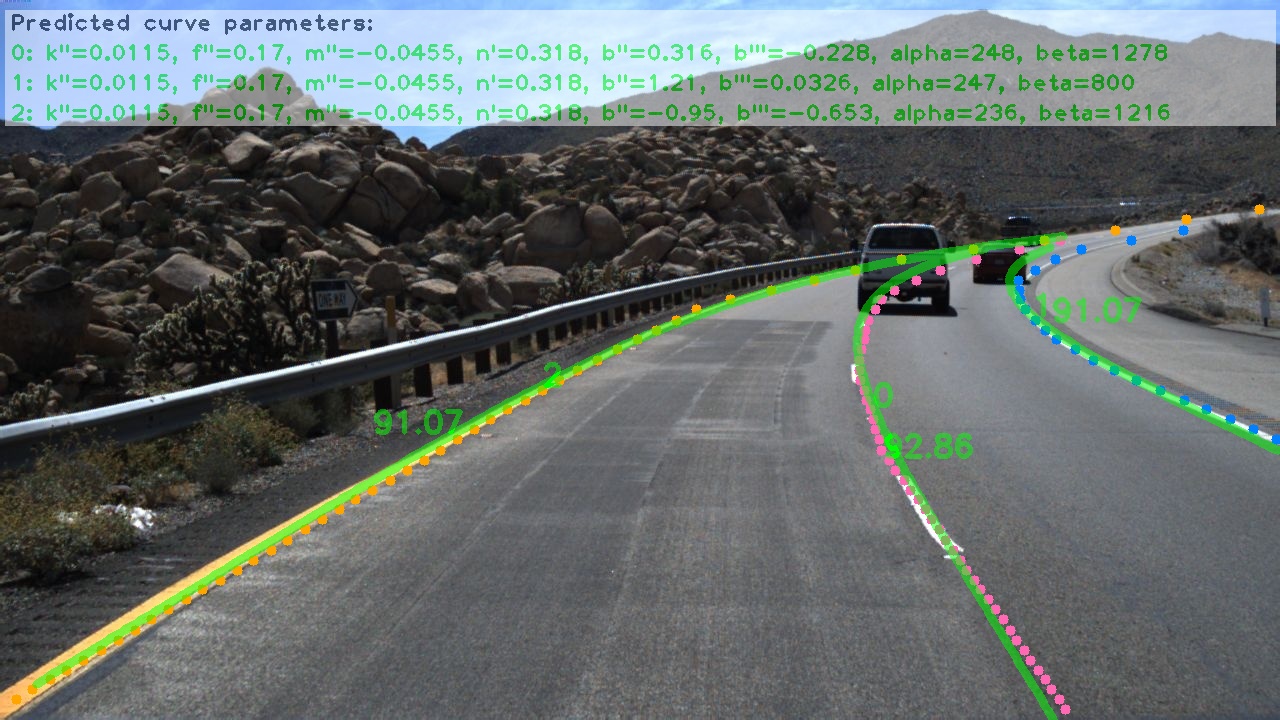 Predicted curve parameters:
0: k''=0.0115, f''=0.17, m''=−0.0455, n'=0.318, b''=0.316, b'''=−0.228, alpha=248, beta=1278
1: k''=0.0115, f''=0.17, m''=−0.0455, n'=0.318, b''=1.21, b'''=0.0326, alpha=247, beta=800
2: k''=0.0115, f''=0.17, m''=−0.0455, n'=0.318, b''=−0.95, b'''=−0.653, alpha=236, beta=1216
ONE WAY
191.07
2
0
91.07
92.86